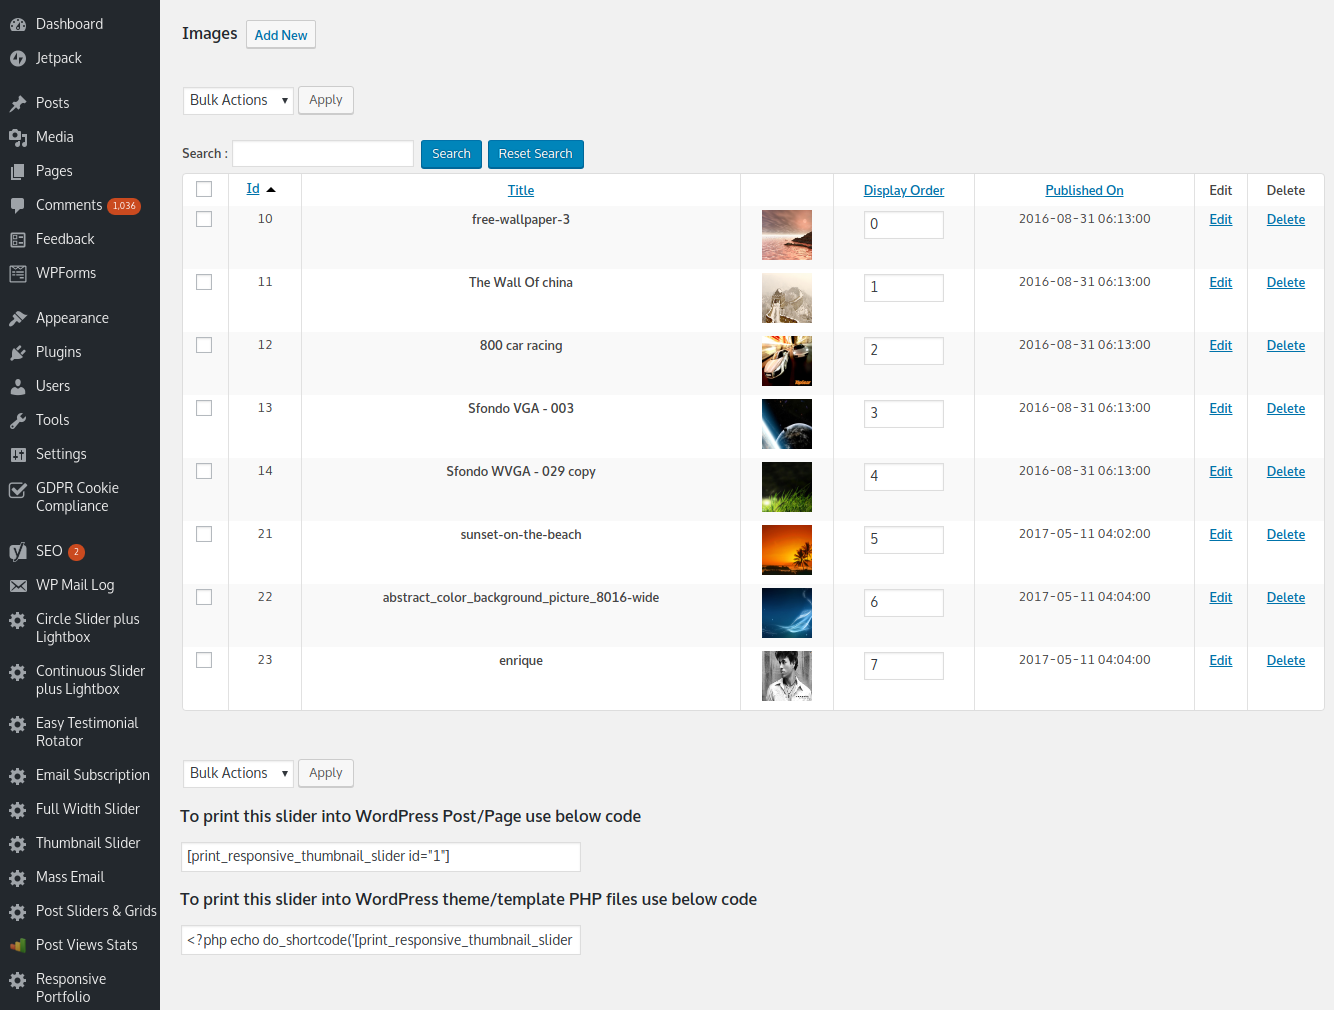 Dashboard
Jetpack
Posts
Media
Pages
Comments 1,036
Feedback
WPForms
Appearance
Plugins
Users
Tools
Settings
GDPR Cookie
Compliance
SEO 2
WP Mail Log
Circle Slider plus
Lightbox
Continuous Slider
plus Lightbox
Easy Testimonial
Rotator
Email Subscription
Full Width Slider
Thumbnail Slider
Mass Email
Post Sliders & Grids
Post Views Stats
Responsive
Portfolio
Images Add New
Bulk Actions Apply
Search : Search Reset Search
Id Title Display Order Published On Edit Delete
10 free-wallpaper-3 0 2016-08-31 06:13:00 Edit Delete
11 The Wall Of china 1 2016-08-31 06:13:00 Edit Delete
12 800 car racing 2 2016-08-31 06:13:00 Edit Delete
13 Sfondo VGA - 003 3 2016-08-31 06:13:00 Edit Delete
14 Sfondo WVGA - 029 copy 4 2016-08-31 06:13:00 Edit Delete
21 sunset-on-the-beach 5 2017-05-11 04:02:00 Edit Delete
22 abstract_color_background_picture_8016-wide 6 2017-05-11 04:04:00 Edit Delete
23 enrique 7 2017-05-11 04:04:00 Edit Delete
Bulk Actions Apply
To print this slider into WordPress Post/Page use below code
[print_responsive_thumbnail_slider id="1"]
To print this slider into WordPress theme/template PHP files use below code
<?php echo do_shortcode('[print_responsive_thumbnail_slider